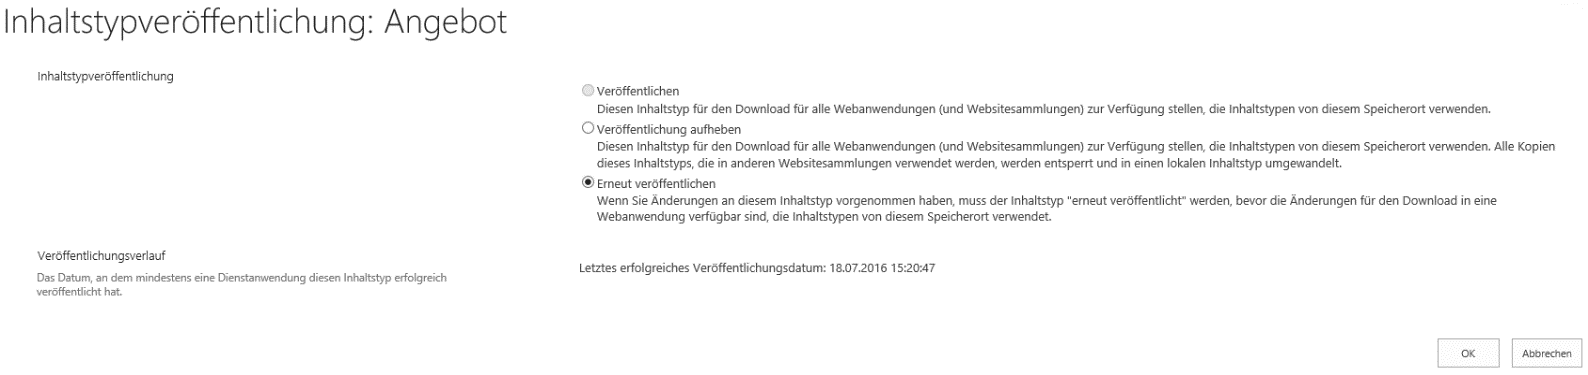 Inhaltstypveröffentlichung: Angebot
Inhaltstypveröffentlichung
Veröffentlichen
Diesen Inhaltstyp für den Download für alle Webanwendungen (und Websitesammlungen) zur Verfügung stellen, die Inhaltstypen von diesem Speicherort verwenden.
Veröffentlichung aufheben
Diesen Inhaltstyp für den Download für alle Webanwendungen (und Websitesammlungen) zur Verfügung stellen, die Inhaltstypen von diesem Speicherort verwenden. Alle Kopien
dieses Inhaltstyps, die in anderen Websitesammlungen verwendet werden, werden entsperrt und in einen lokalen Inhaltstyp umgewandelt.
Erneut veröffentlichen
Wenn Sie Änderungen an diesem Inhaltstyp vorgenommen haben, muss der Inhaltstyp "erneut veröffentlicht" werden, bevor die Änderungen für den Download in eine
Webanwendung verfügbar sind, die Inhaltstypen von diesem Speicherort verwendet.
Veröffentlichungsverlauf
Das Datum, an dem mindestens eine Dienstanwendung diesen Inhaltstyp erfolgreich
veröffentlicht hat.
Letztes erfolgreiches Veröffentlichungsdatum: 18.07.2016 15:20:47
OK
Abbrechen